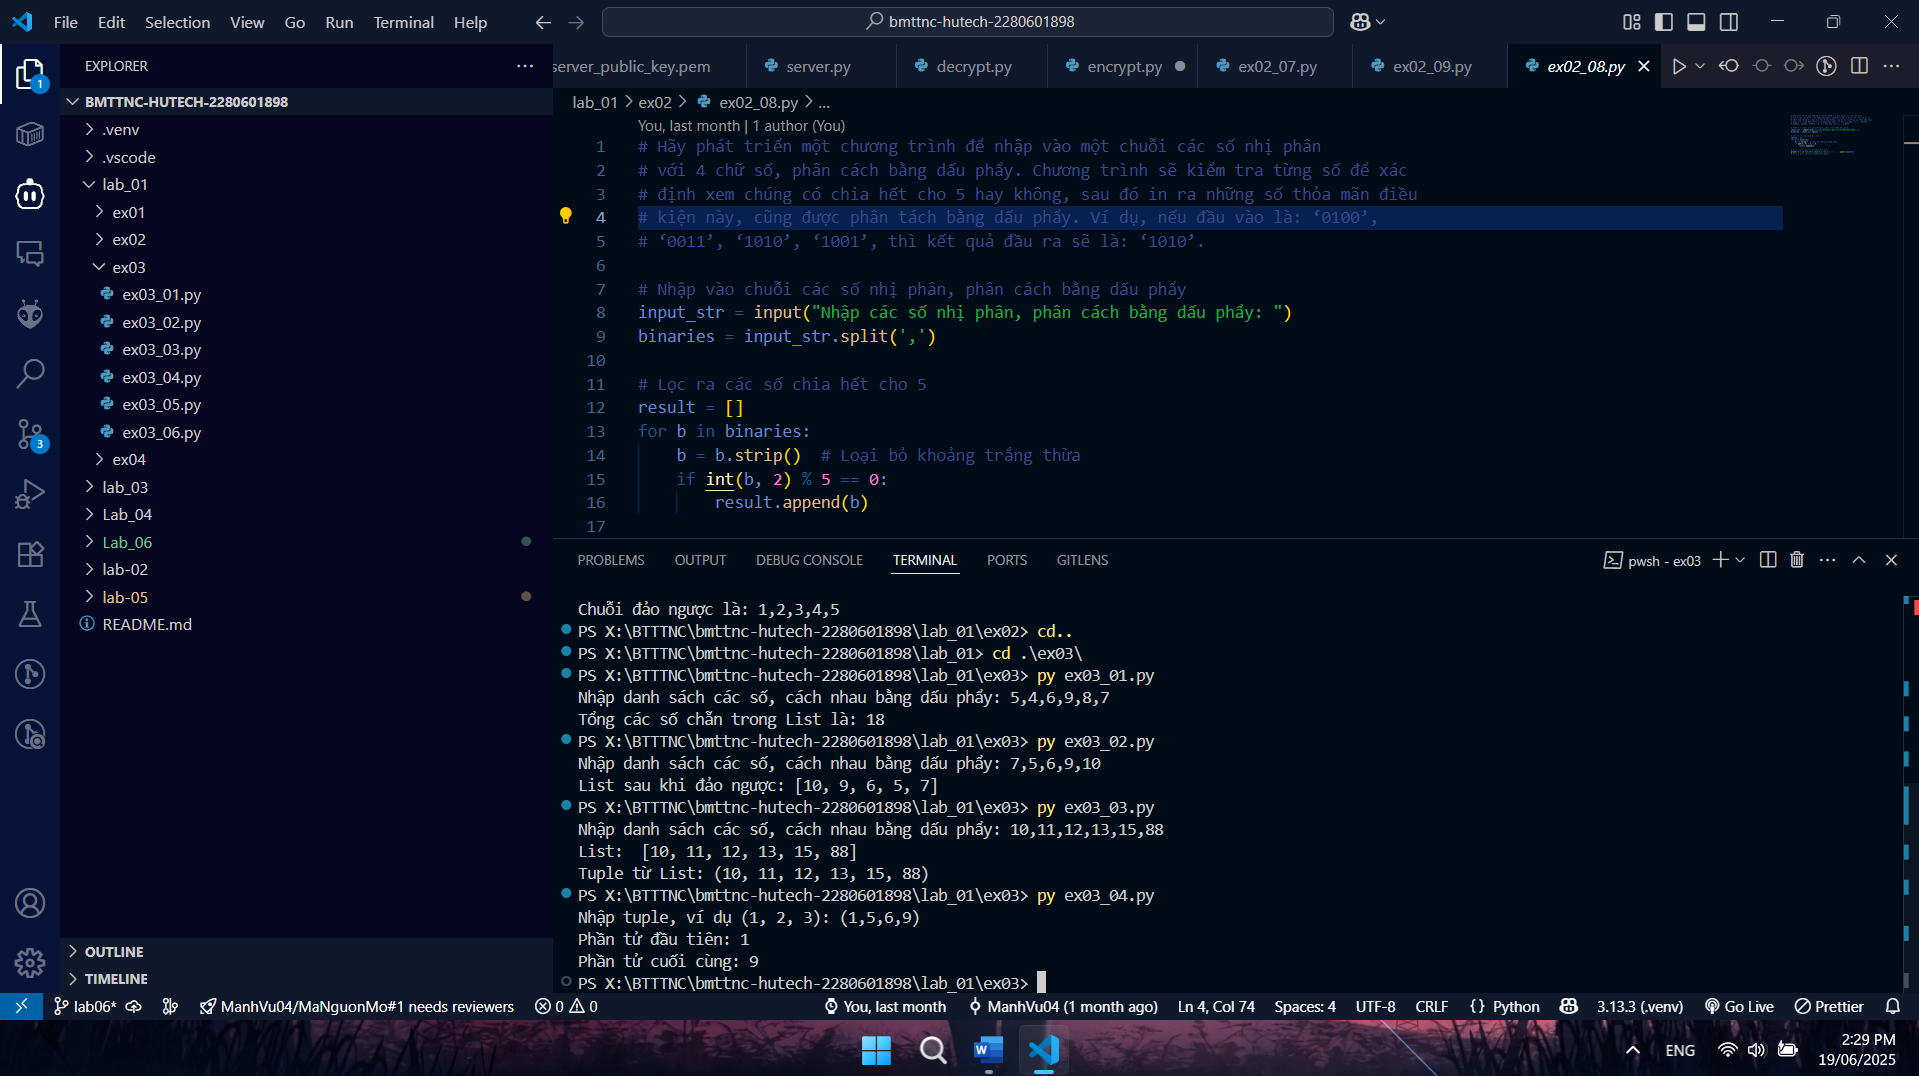 File Edit Selection View Go Run Terminal Help
bmttnc-hutech-2280601898
EXPLORER
BMTTNC-HUTECH-2280601898
.venv
.vscode
lab_01
ex01
ex02
ex03
ex03_01.py
ex03_02.py
ex03_03.py
ex03_04.py
ex03_05.py
ex03_06.py
ex04
lab_03
Lab_04
Lab_06
lab-02
lab-05
README.md
OUTLINE
TIMELINE
1
3
server_public_key.pem server.py decrypt.py encrypt.py ex02_07.py ex02_09.py ex02_08.py
lab_01 > ex02 > ex02_08.py > ...
You, last month | 1 author (You)
1 # Hãy phát triển một chương trình để nhập vào một chuỗi các số nhị phân
2 # với 4 chữ số, phân cách bằng dấu phẩy. Chương trình sẽ kiểm tra từng số để xác
3 # định xem chúng có chia hết cho 5 hay không, sau đó in ra những số thỏa mãn điều
4 # kiện này, cũng được phân tách bằng dấu phẩy. Ví dụ, nếu đầu vào là: ‘0100’,
5 # ‘0011’, ‘1010’, ‘1001’, thì kết quả đầu ra sẽ là: ‘1010’.
6
7 # Nhập vào chuỗi các số nhị phân, phân cách bằng dấu phẩy
8 input_str = input("Nhập các số nhị phân, phân cách bằng dấu phẩy: ")
9 binaries = input_str.split(',')
10
11 # Lọc ra các số chia hết cho 5
12 result = []
13 for b in binaries:
14 b = b.strip() # Loại bỏ khoảng trắng thừa
15 if int(b, 2) % 5 == 0:
16 result.append(b)
17
PROBLEMS OUTPUT DEBUG CONSOLE TERMINAL PORTS GITLENS
pwsh - ex03
Chuỗi đảo ngược là: 1,2,3,4,5
PS X:\BTTTNC\bmttnc-hutech-2280601898\lab_01\ex02> cd..
PS X:\BTTTNC\bmttnc-hutech-2280601898\lab_01> cd .\ex03\
PS X:\BTTTNC\bmttnc-hutech-2280601898\lab_01\ex03> py ex03_01.py
Nhập danh sách các số, cách nhau bằng dấu phẩy: 5,4,6,9,8,7
Tổng các số chẵn trong List là: 18
PS X:\BTTTNC\bmttnc-hutech-2280601898\lab_01\ex03> py ex03_02.py
Nhập danh sách các số, cách nhau bằng dấu phẩy: 7,5,6,9,10
List sau khi đảo ngược: [10, 9, 6, 5, 7]
PS X:\BTTTNC\bmttnc-hutech-2280601898\lab_01\ex03> py ex03_03.py
Nhập danh sách các số, cách nhau bằng dấu phẩy: 10,11,12,13,15,88
List: [10, 11, 12, 13, 15, 88]
Tuple từ List: (10, 11, 12, 13, 15, 88)
PS X:\BTTTNC\bmttnc-hutech-2280601898\lab_01\ex03> py ex03_04.py
Nhập tuple, ví dụ (1, 2, 3): (1,5,6,9)
Phần tử đầu tiên: 1
Phần tử cuối cùng: 9
PS X:\BTTTNC\bmttnc-hutech-2280601898\lab_01\ex03>
lab06* ManhVu04/MaNguonMo#1 needs reviewers 0 0 You, last month ManhVu04 (1 month ago) Ln 4, Col 74 Spaces: 4 UTF-8 CRLF {} Python 3.13.3 (.venv) Go Live Prettier
ENG
2:29 PM
19/06/2025